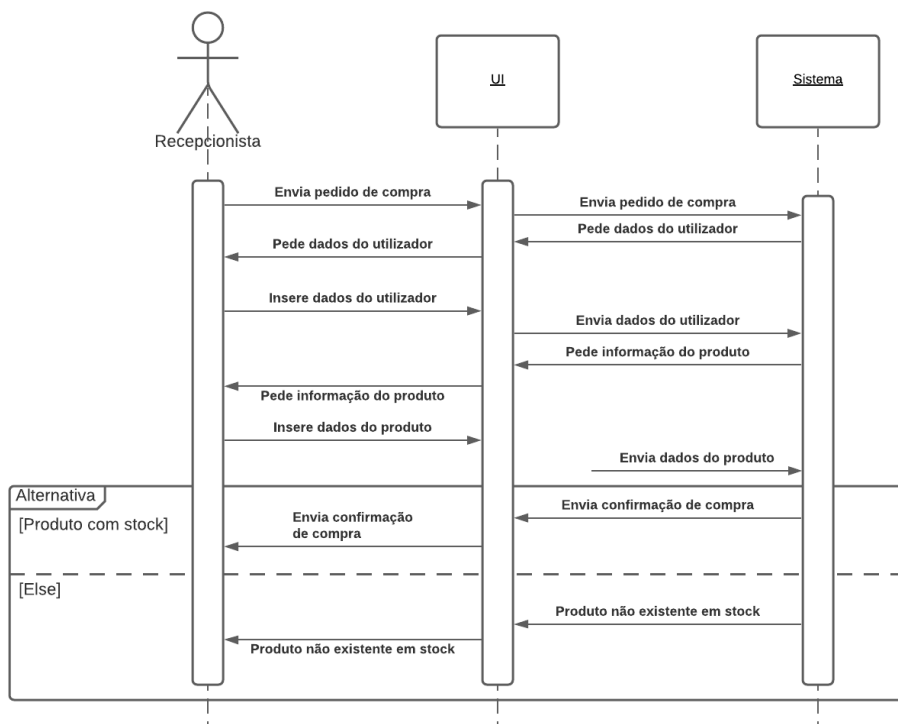 UI
Sistema
Recepcionista
Envia pedido de compra
Envia pedido de compra
Pede dados do utilizador
Pede dados do utilizador
Insere dados do utilizador
Envia dados do utilizador
Pede informação do produto
Pede informação do produto
Insere dados do produto
Envia dados do produto
Alternativa
[Produto com stock]
Envia confirmação de compra
Envia confirmação
de compra
[Else]
Produto não existente em stock
Produto não existente em stock